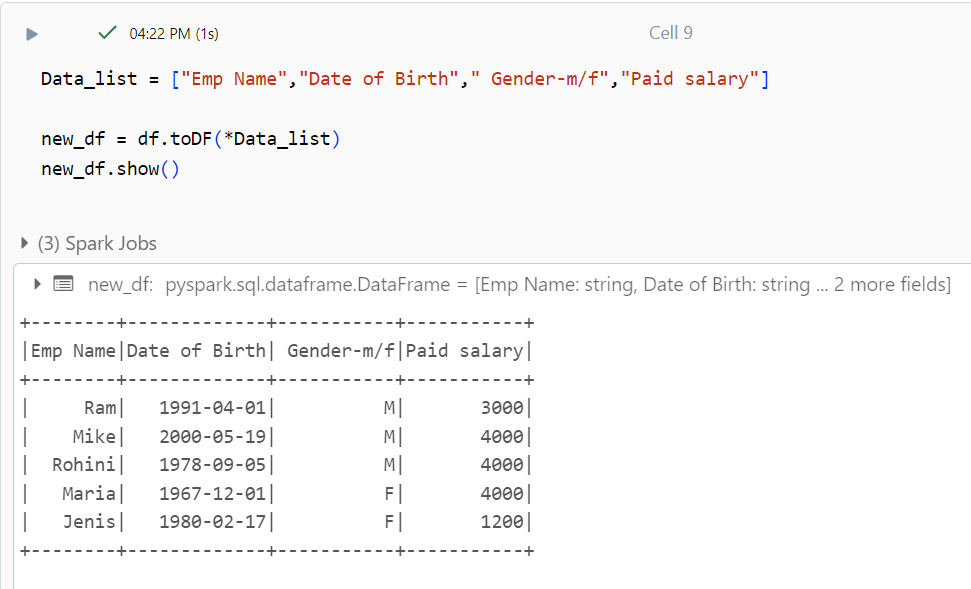 04:22 PM (1s) Cell 9
Data_list = ["Emp Name","Date of Birth"," Gender-m/f","Paid salary"]
new_df = df.toDF(*Data_list)
new_df.show()
(3) Spark Jobs
new_df: pyspark.sql.dataframe.DataFrame = [Emp Name: string, Date of Birth: string ... 2 more fields]
+--------+-------------+-----------+-----------+
|Emp Name|Date of Birth| Gender-m/f|Paid salary|
+--------+-------------+-----------+-----------+
|     Ram|   1991-04-01|          M|       3000|
|    Mike|   2000-05-19|          M|       4000|
|  Rohini|   1978-09-05|          M|       4000|
|   Maria|   1967-12-01|          F|       4000|
|   Jenis|   1980-02-17|          F|       1200|
+--------+-------------+-----------+-----------+